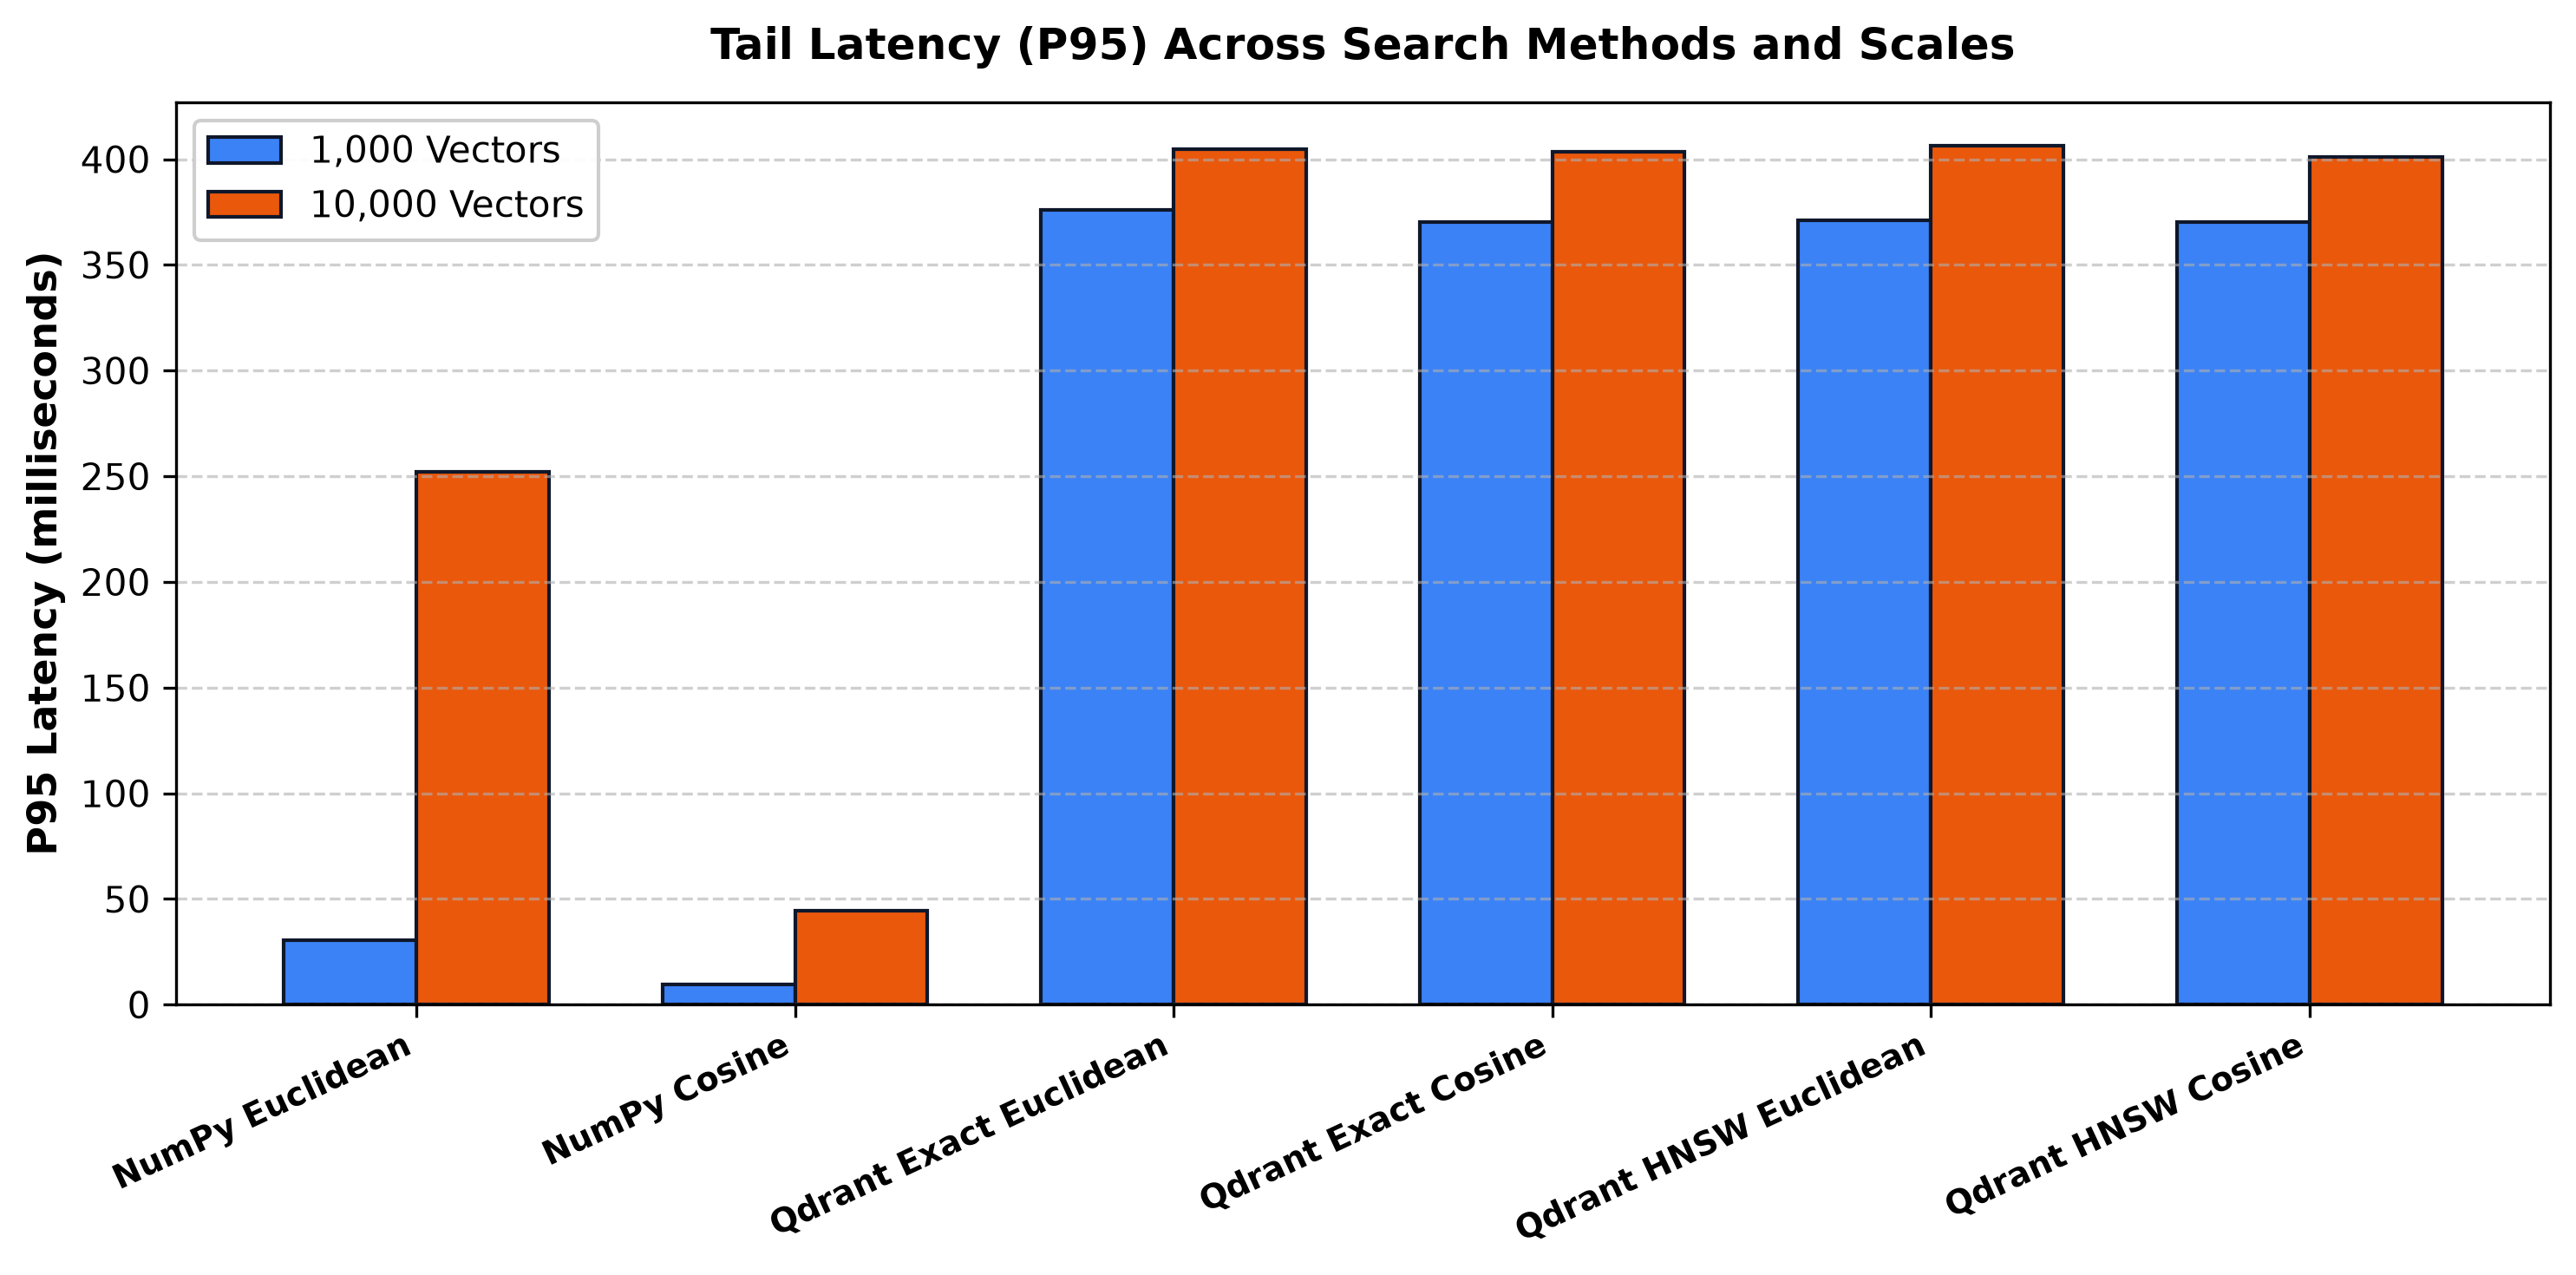 Tail Latency (P95) Across Search Methods and Scales
1,000 Vectors
10,000 Vectors
P95 Latency (milliseconds)
400
350
300
250
200
150
100
50
0
NumPy Euclidean
NumPy Cosine
Qdrant Exact Euclidean
Qdrant Exact Cosine
Qdrant HNSW Euclidean
Qdrant HNSW Cosine